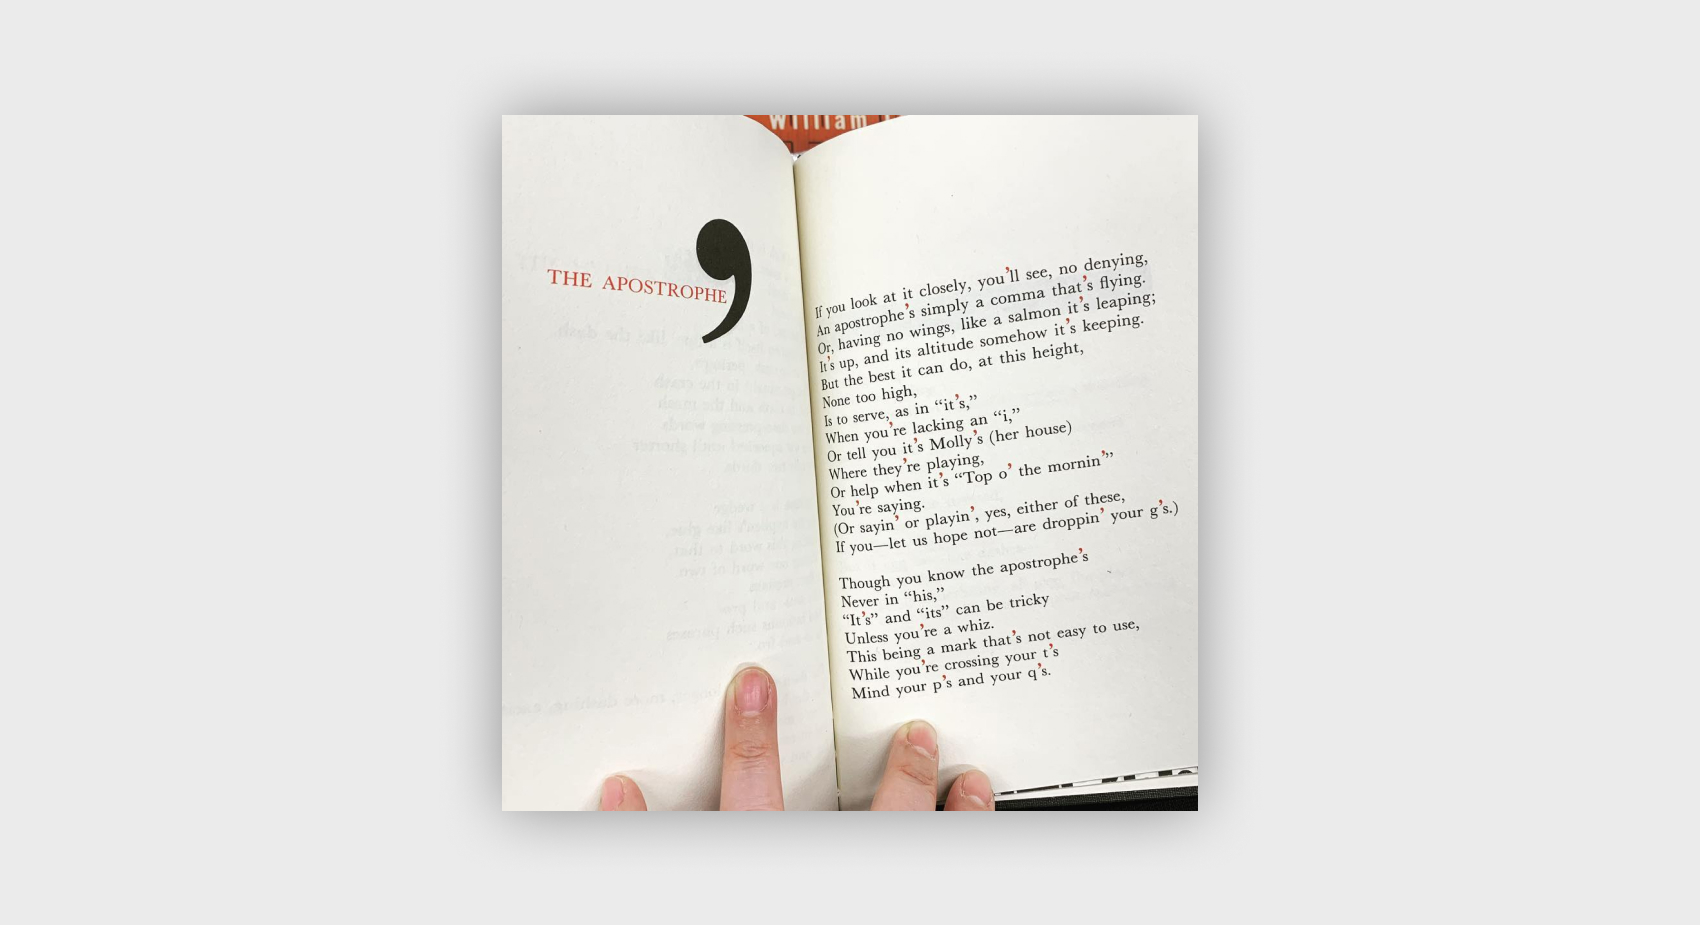 William
THE APOSTROPHE
’
If you look at it closely, you’ll see, no denying,
An apostrophe’s simply a comma that’s flying.
Or, having no wings, like a salmon it’s leaping;
It’s up, and its altitude somehow it’s keeping.
But the best it can do, at this height,
None too high,
Is to serve, as in “it’s,”
When you’re lacking an “i,”
Or tell you it’s Molly’s (her house)
Where they’re playing,
Or help when it’s “Top o’ the mornin’”
You’re saying.
(Or sayin’ or playin’, yes, either of these,
If you—let us hope not—are droppin’ your g’s.)
Though you know the apostrophe’s
Never in “his,”
“It’s” and “its” can be tricky
Unless you’re a whiz.
This being a mark that’s not easy to use,
While you’re crossing your t’s
Mind your p’s and your q’s.